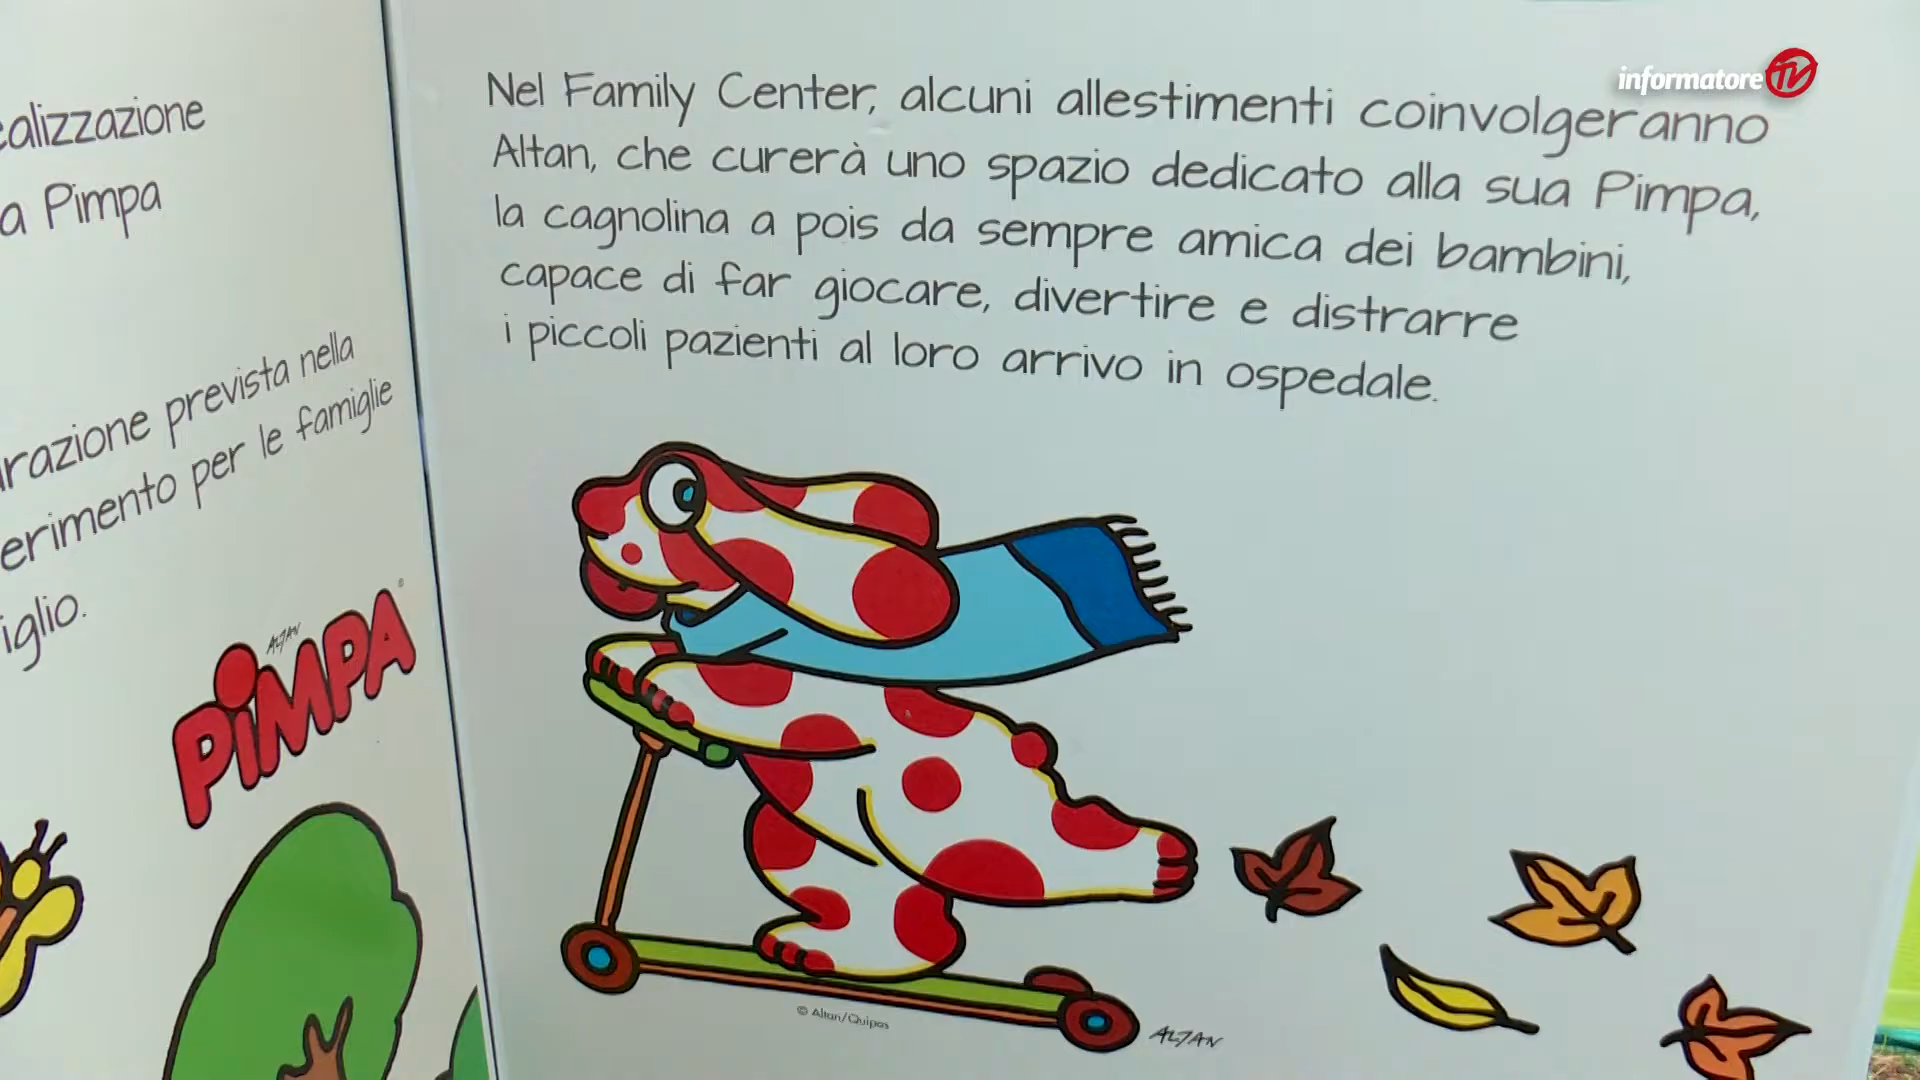 ealizzazione
a Pimpa
razione prevista nella
erimento per le famiglie
iglio.
ALTAN
PiMPA
Nel Family Center, alcuni allestimenti coinvolgeranno
Altan, che curerà uno spazio dedicato alla sua Pimpa,
la cagnolina a pois da sempre amica dei bambini,
capace di far giocare, divertire e distrarre
i piccoli pazienti al loro arrivo in ospedale.
© Altan/Quipos
ALTAN
informatore TV